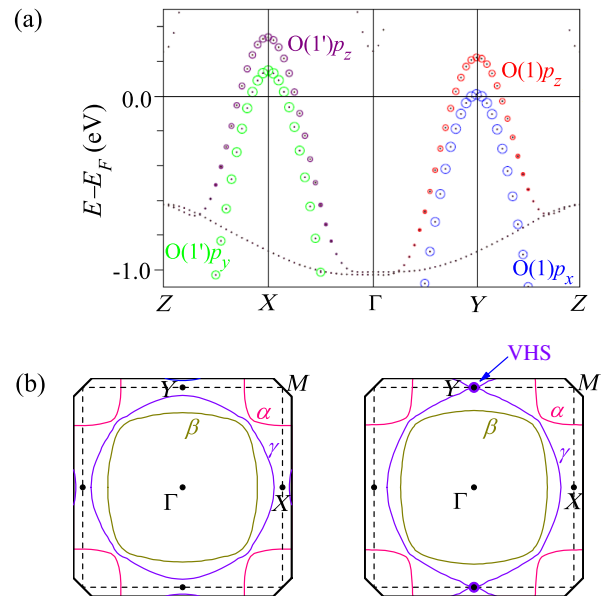 (a)
O(1')p_z
O(1)p_z
0.0
E−E_F (eV)
O(1')p_y
O(1)p_x
-1.0
Z X Γ Y Z
(b)
VHS
Y M Y M
α α
β β
γ γ
Γ X Γ X